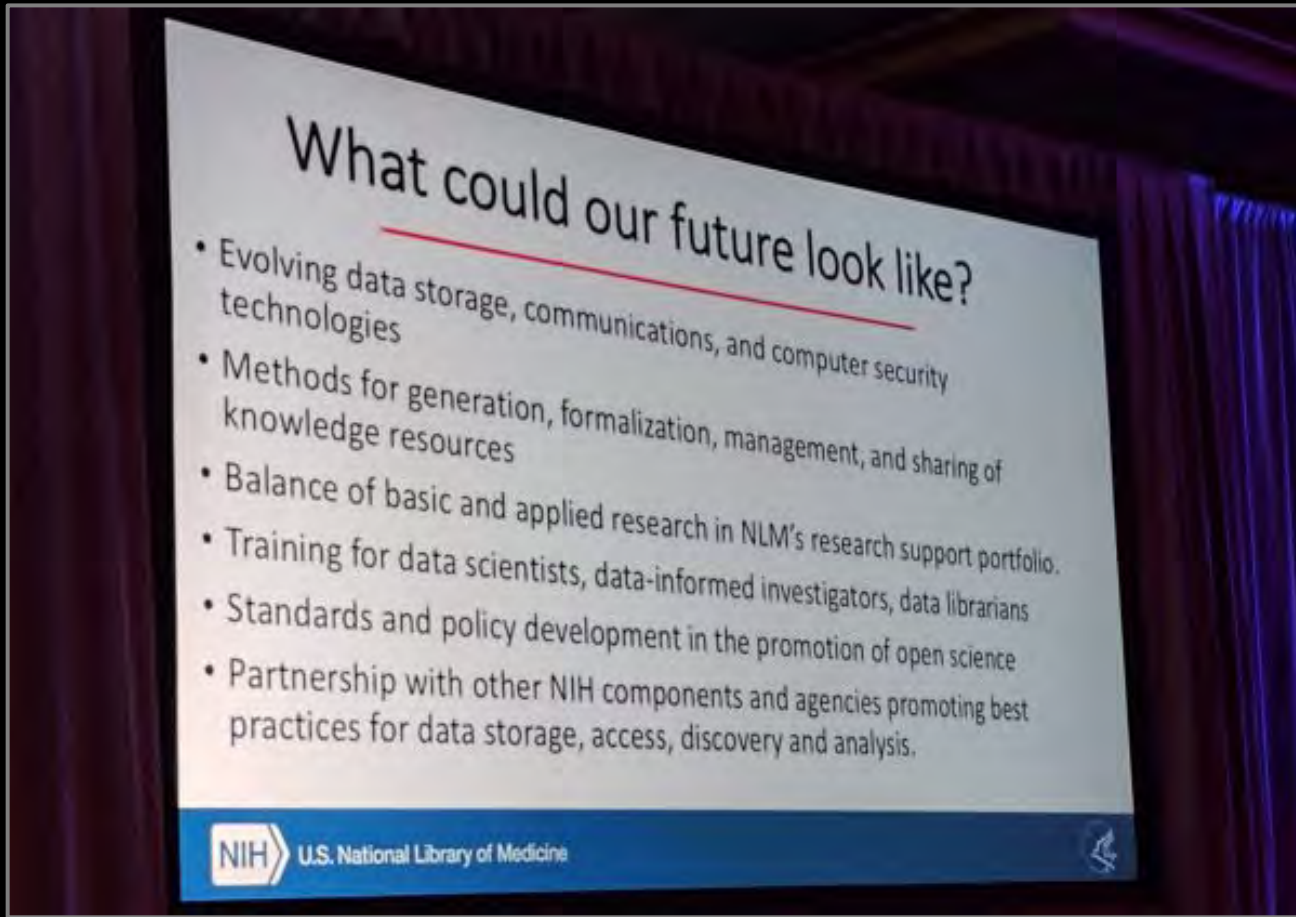 What could our future look like?
• Evolving data storage, communications, and computer security
technologies
• Methods for generation, formalization, management, and sharing of
knowledge resources
• Balance of basic and applied research in NLM's research support portfolio.
• Training for data scientists, data-informed investigators, data librarians
• Standards and policy development in the promotion of open science
• Partnership with other NIH components and agencies promoting best
practices for data storage, access, discovery and analysis.
NIH U.S. National Library of Medicine